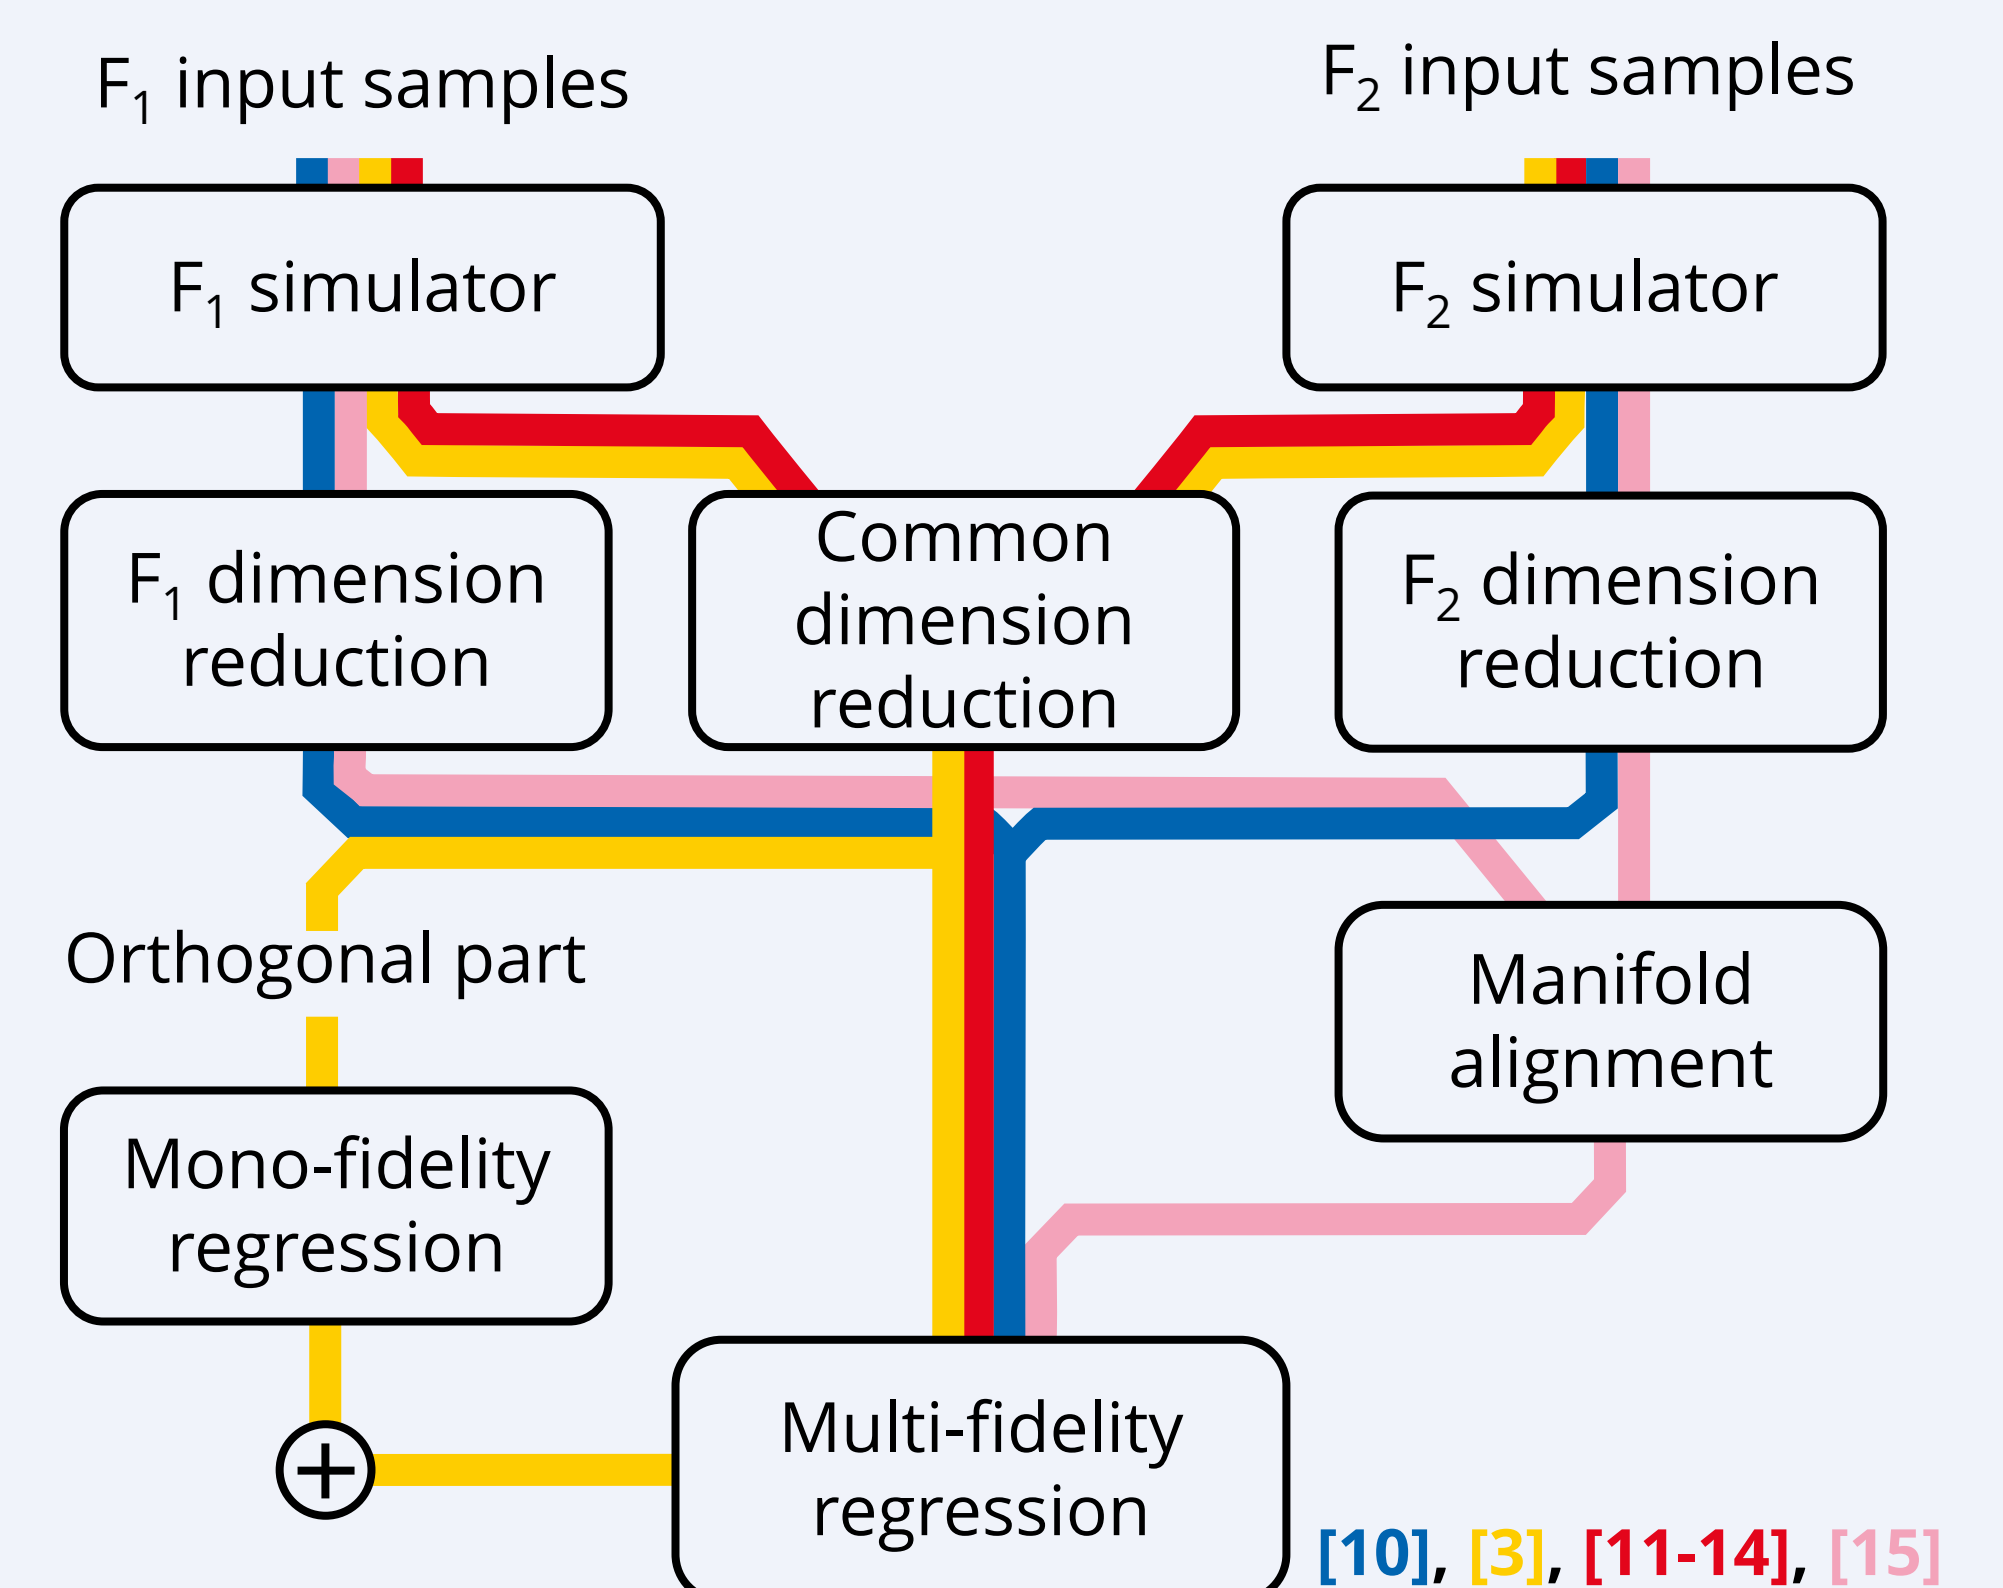 F₁ input samples
F₂ input samples
F₁ simulator
F₂ simulator
F₁ dimension
reduction
Common
dimension
reduction
F₂ dimension
reduction
Orthogonal part
Manifold
alignment
Mono-fidelity
regression
+
Multi-fidelity
regression
[10], [3], [11-14], [15]